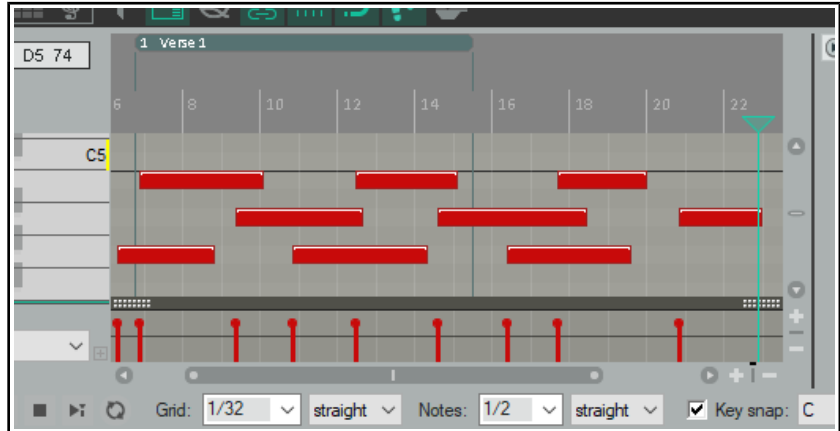 D5 74
1 Verse 1
6 8 10 12 14 16 18 20 22
C5
Grid: 1/32 straight Notes: 1/2 straight Key snap: C